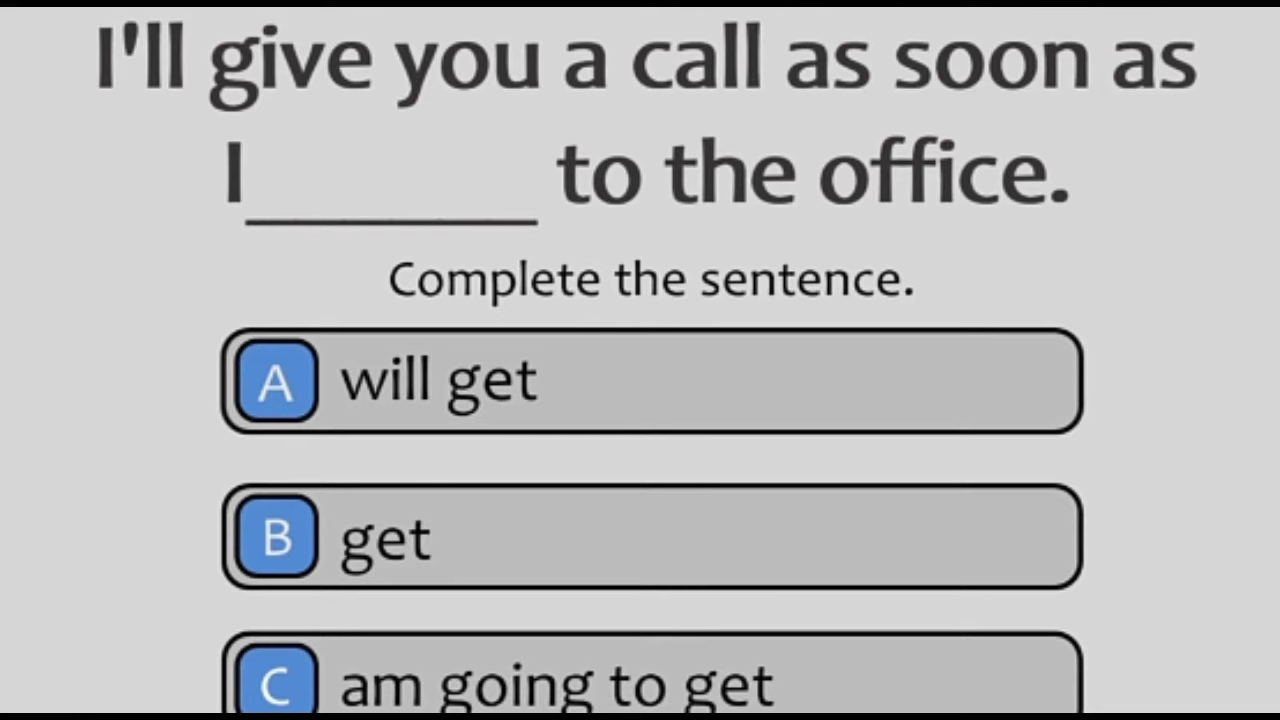 I'll give you a call as soon as
I______ to the office.
Complete the sentence.
A will get
B get
C am going to get